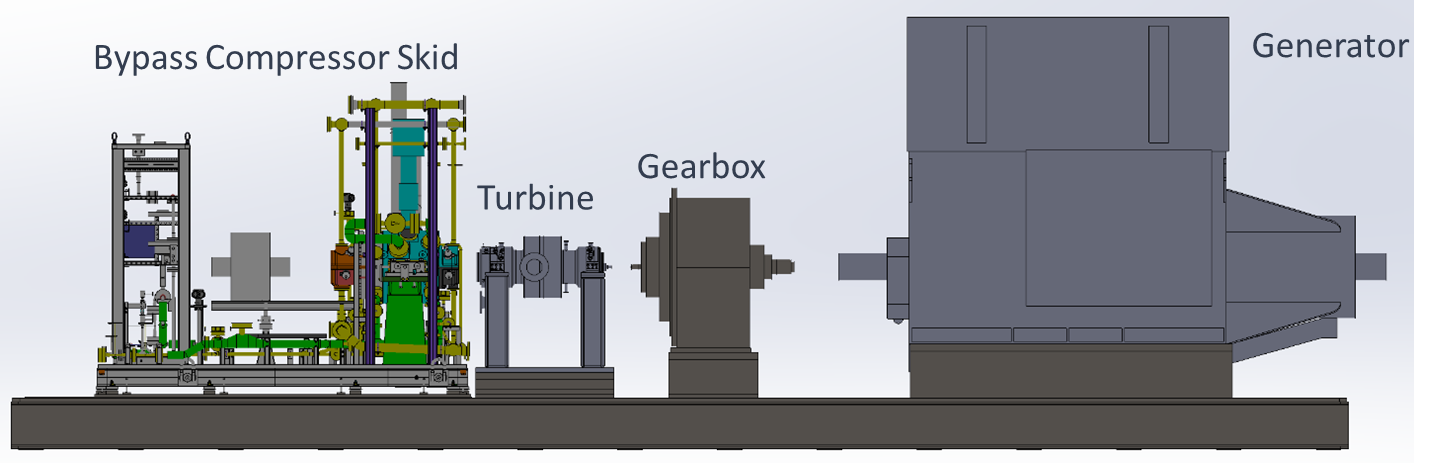 Bypass Compressor Skid
Turbine
Gearbox
Generator